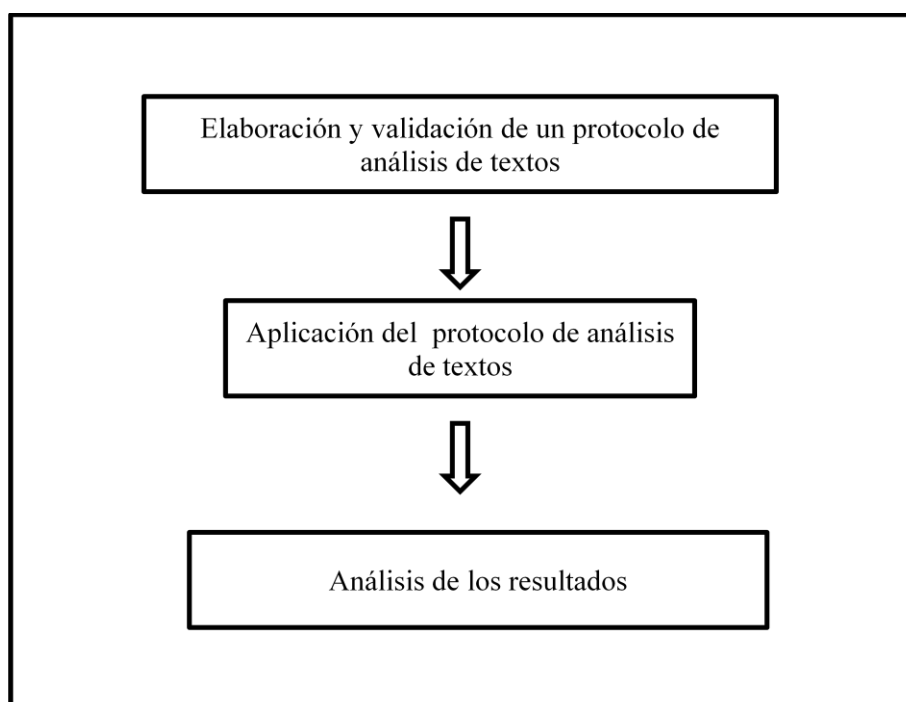 Elaboración y validación de un protocolo de
análisis de textos
Aplicación del  protocolo de análisis
de textos
Análisis de los resultados